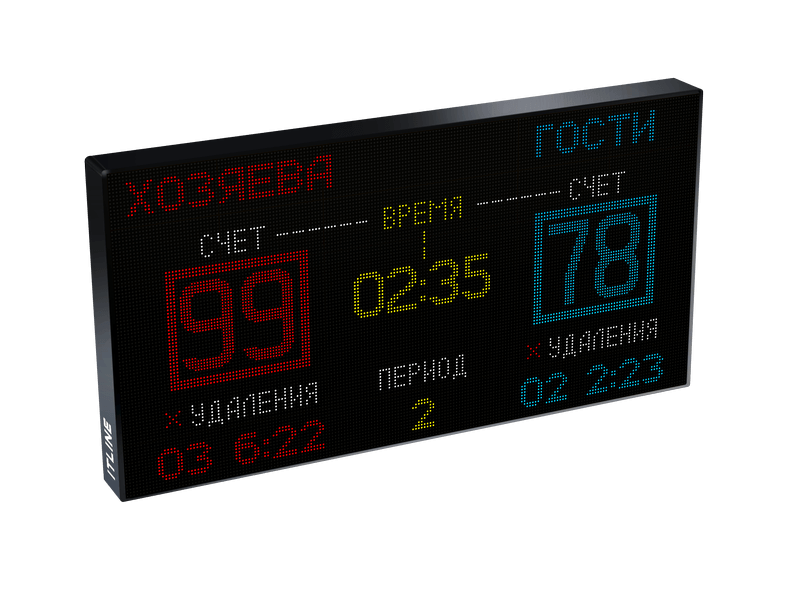 ХОЗЯЕВА
ГОСТИ
СЧЕТ ------- ВРЕМЯ ------- СЧЕТ
99
02:35
78
×УДАЛЕНИЯ
03 6:22
ПЕРИОД
2
×УДАЛЕНИЯ
02 2:23
ITLINE